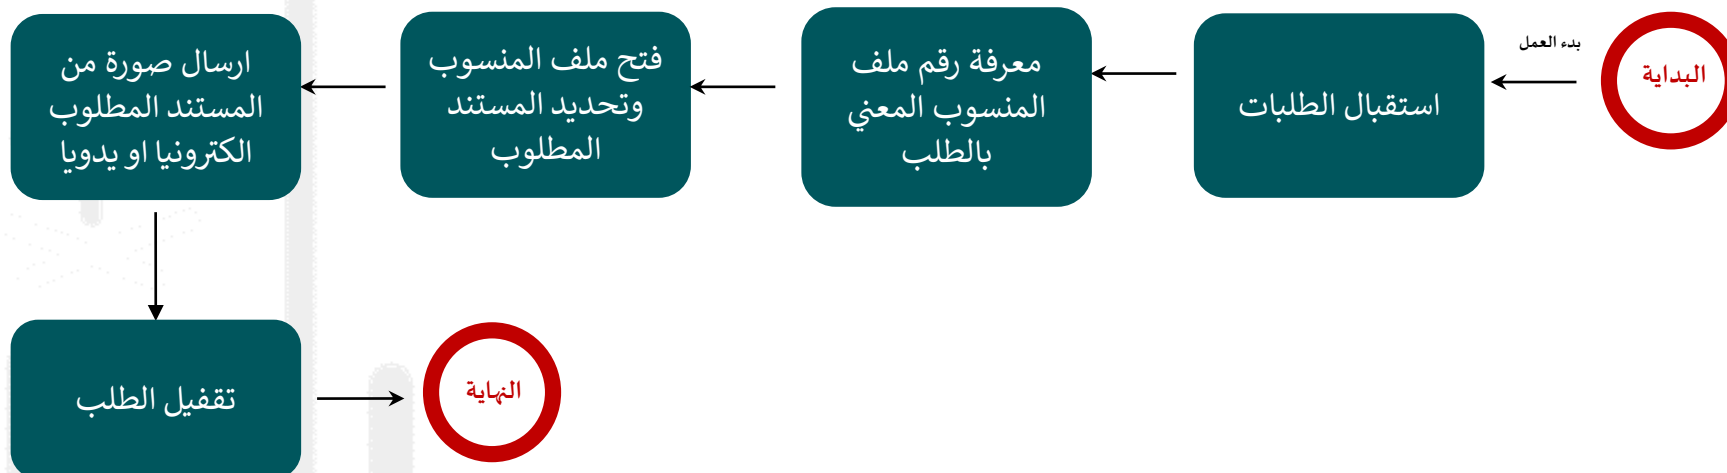 البداية
بدء العمل
استقبال الطلبات
معرفة رقم ملف
المنسوب المعني
بالطلب
فتح ملف المنسوب
وتحديد المستند
المطلوب
ارسال صورة من
المستند المطلوب
الكترونيا او يدويا
تقفيل الطلب
النهاية